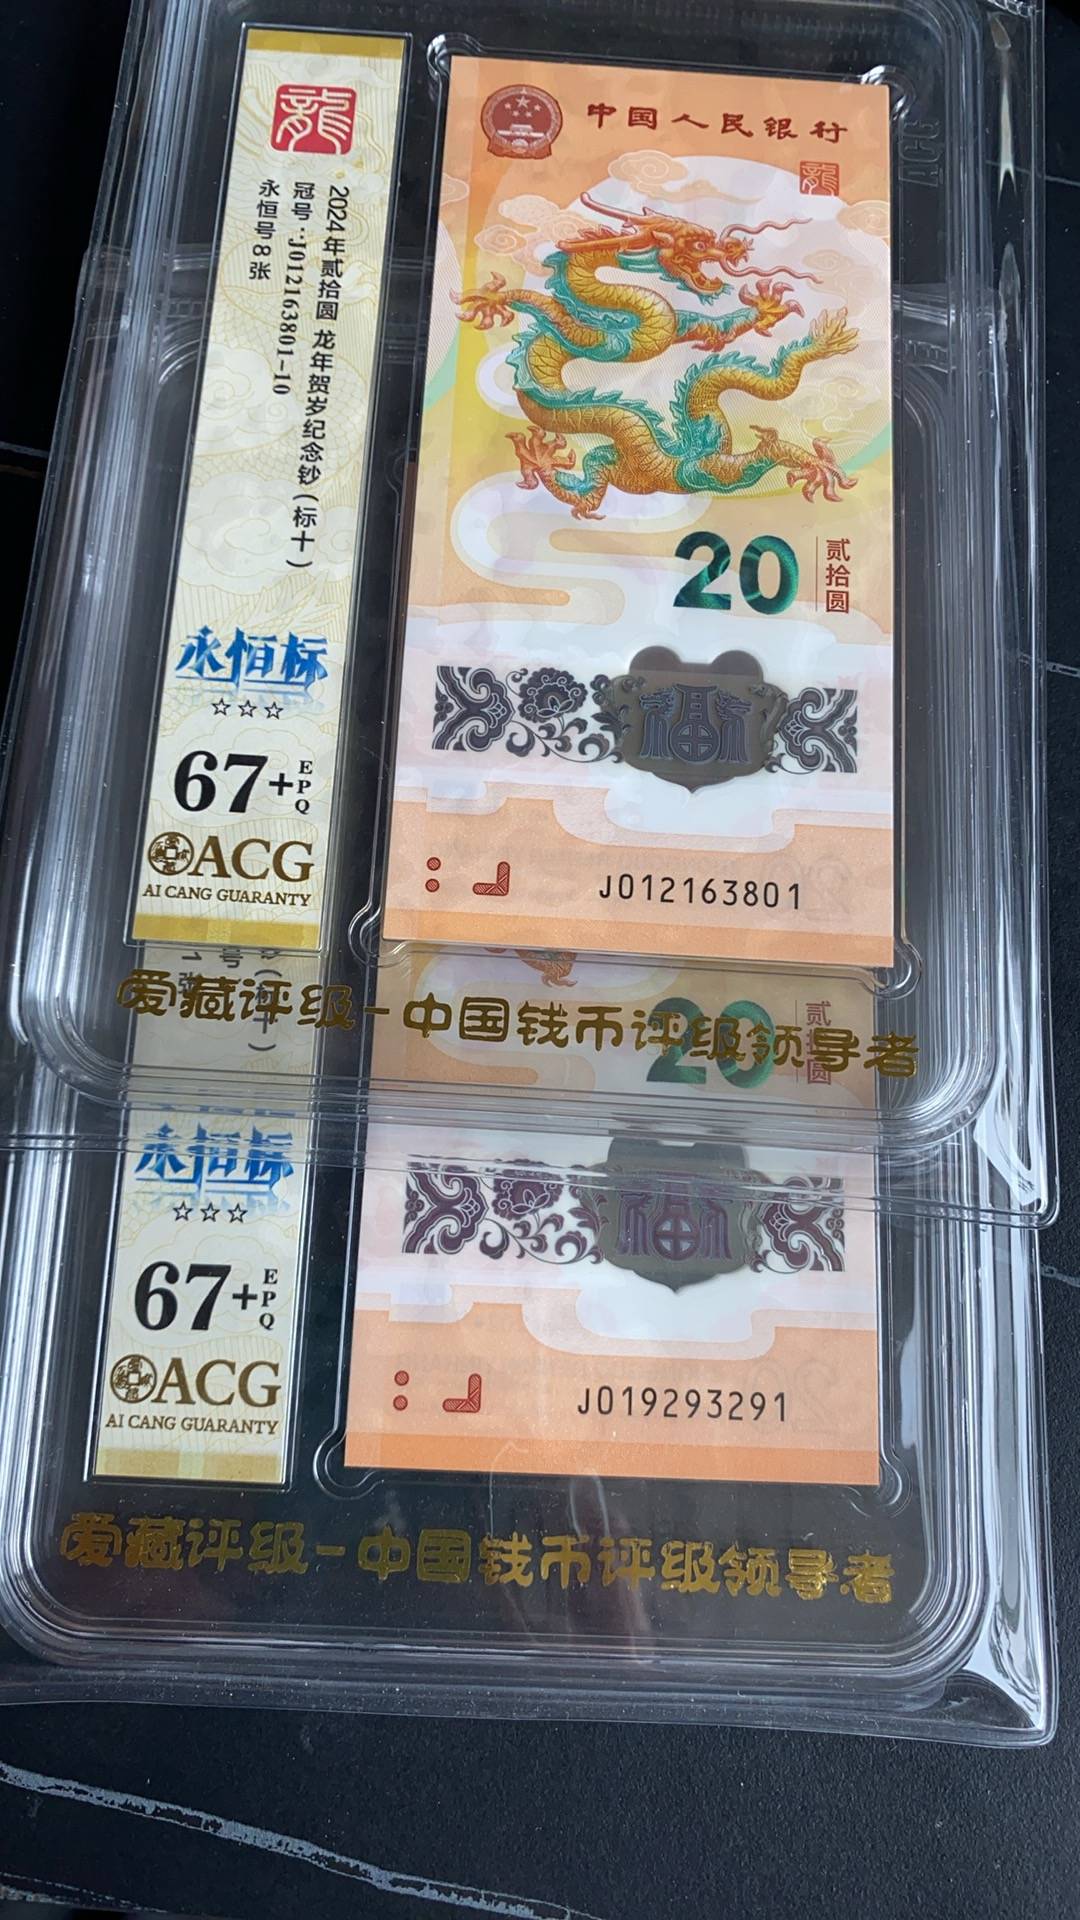 龍
2024年贰拾圆 龙年贺岁纪念钞(标十)
冠号:J012163801-10
永恒号8张
永恒标
☆☆☆
67+ EPQ
ACG
AI CANG GUARANTY
中国人民银行
龍
20
贰拾圆
福
J012163801
爱藏评级-中国钱币评级领导者
20
贰拾圆
永恒标
☆☆☆
67+ EPQ
ACG
AI CANG GUARANTY
福
J019293291
爱藏评级-中国钱币评级领导者